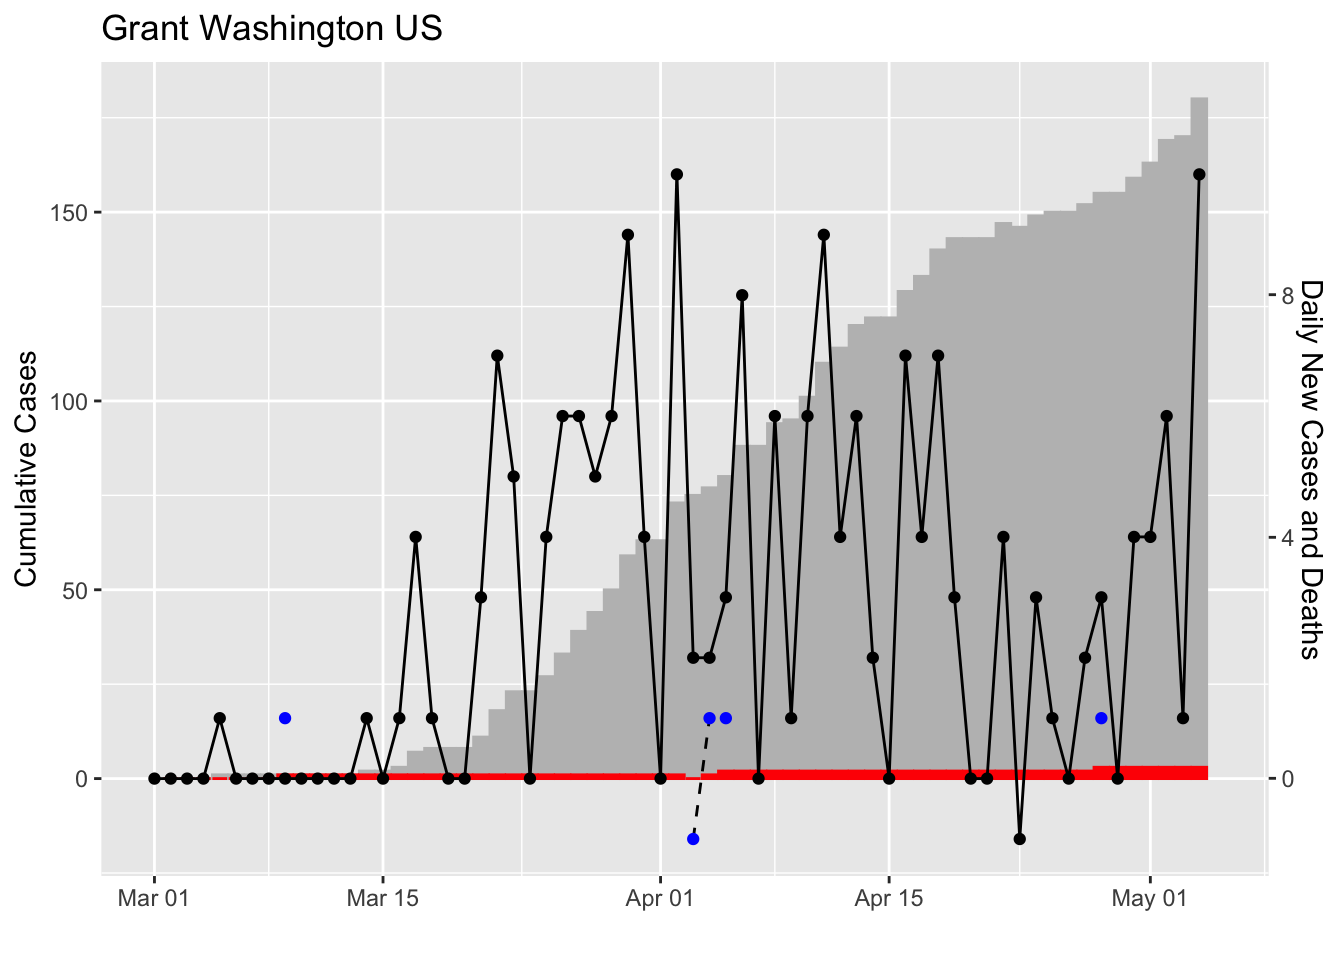 Grant Washington US
Cumulative Cases
150
100
50
0
8
4
0
Daily New Cases and Deaths
Mar 01
Mar 15
Apr 01
Apr 15
May 01